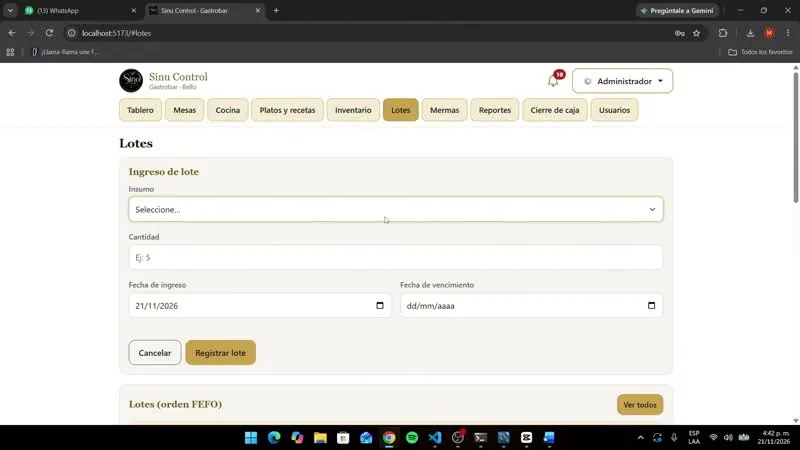 (13) WhatsApp
Sinu Control · Gastrobar
Pregúntale a Gemini
localhost:5173/#lotes
M
¡Llama-Rama une F...
Todos los favoritos
Sinu Control
Gastrobar · Bello
10
Administrador
Tablero
Mesas
Cocina
Platos y recetas
Inventario
Lotes
Mermas
Reportes
Cierre de caja
Usuarios
Lotes
Ingreso de lote
Insumo
Seleccione...
Cantidad
Ej: 5
Fecha de ingreso
Fecha de vencimiento
21/11/2026
dd/mm/aaaa
Cancelar
Registrar lote
Lotes (orden FEFO)
Ver todos
ESP
LAA
4:42 p. m.
21/11/2026